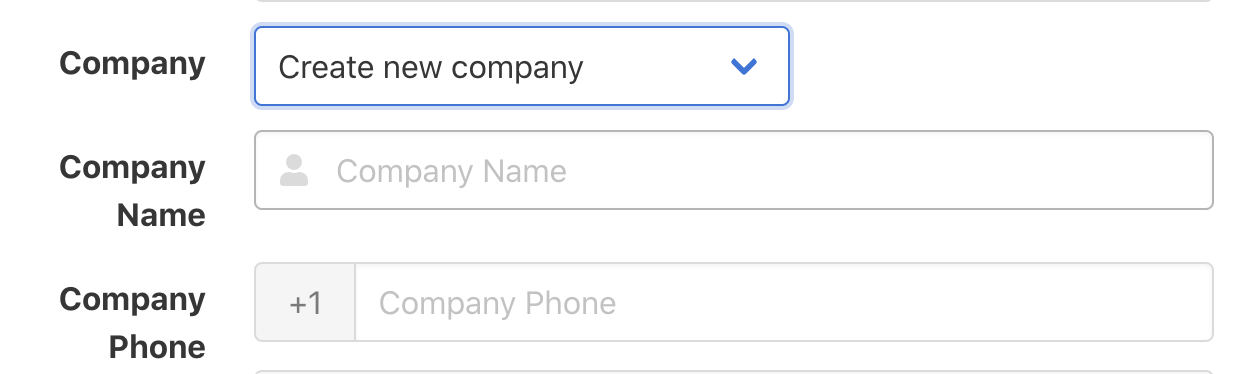 Company
Create new company
Company
Name
Company Name
Company
Phone
+1
Company Phone